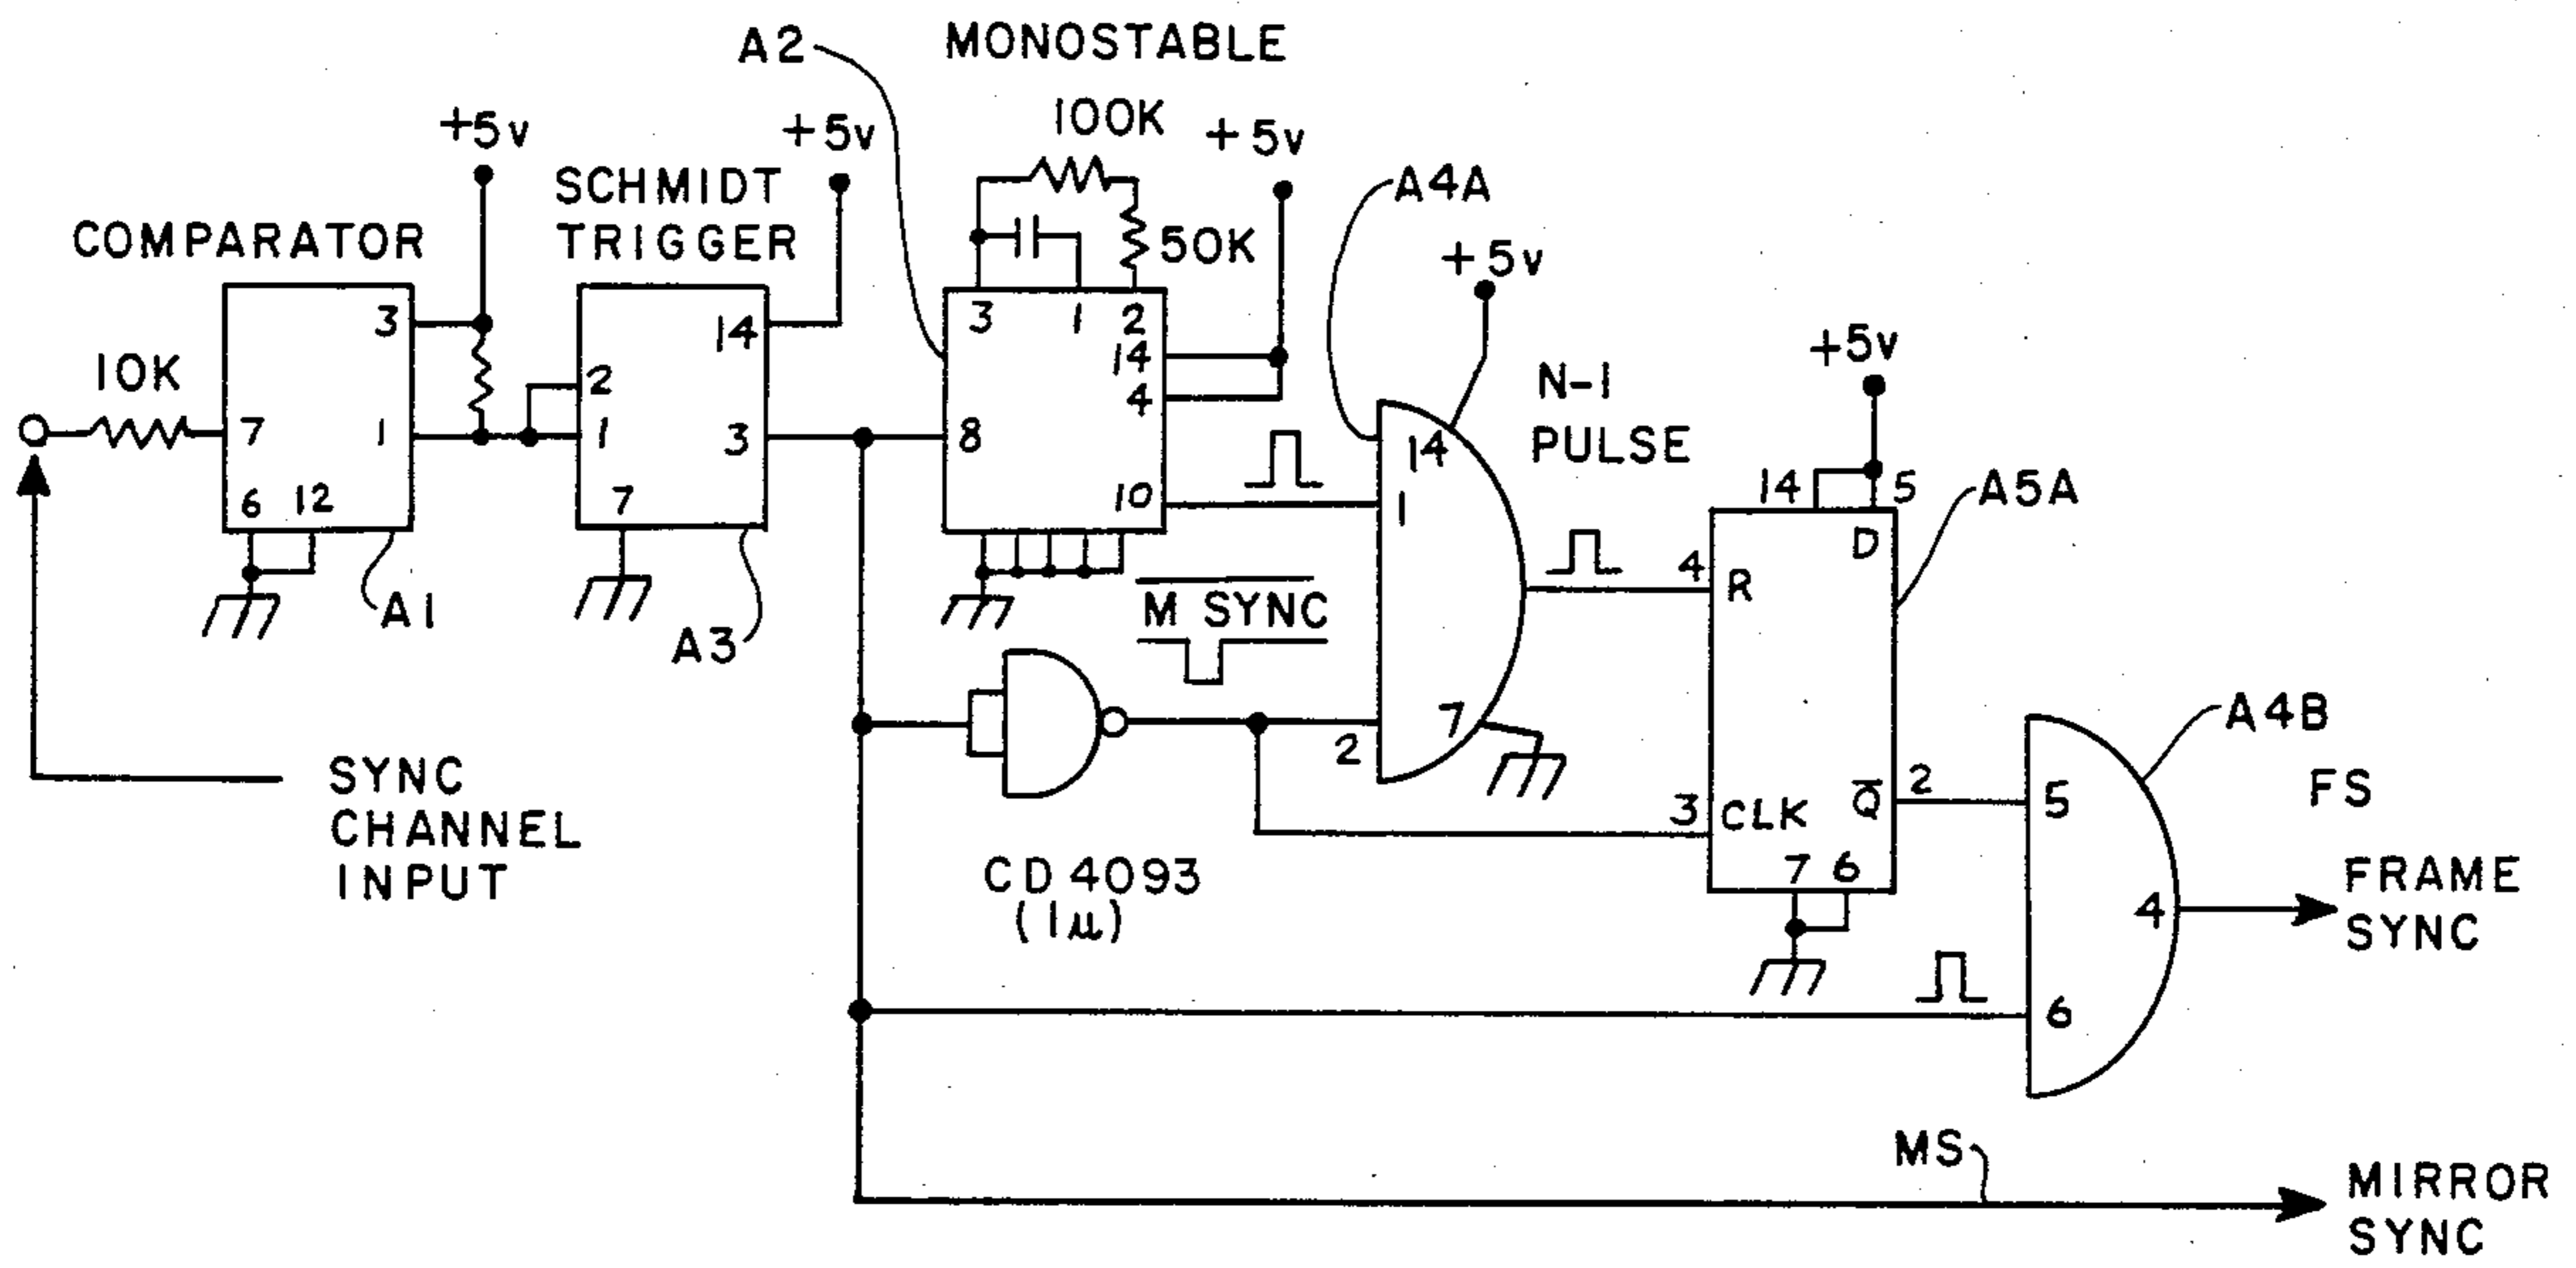 A2
MONOSTABLE
100K
+5v
+5v
+5v
SCHMIDT
TRIGGER
COMPARATOR
50K
A4A
+5v
3
14
3
1
2
14
4
10K
2
7
1
1
3
8
6
12
7
10
14
1
N-1
PULSE
+5v
14
5
D
A5A
A1
A3
M SYNC
4
R
7
2
SYNC
CHANNEL
INPUT
CD 4093
(1µ)
3
CLK
Q
2
7
6
5
A4B
FS
4
FRAME
SYNC
6
MS
MIRROR
SYNC